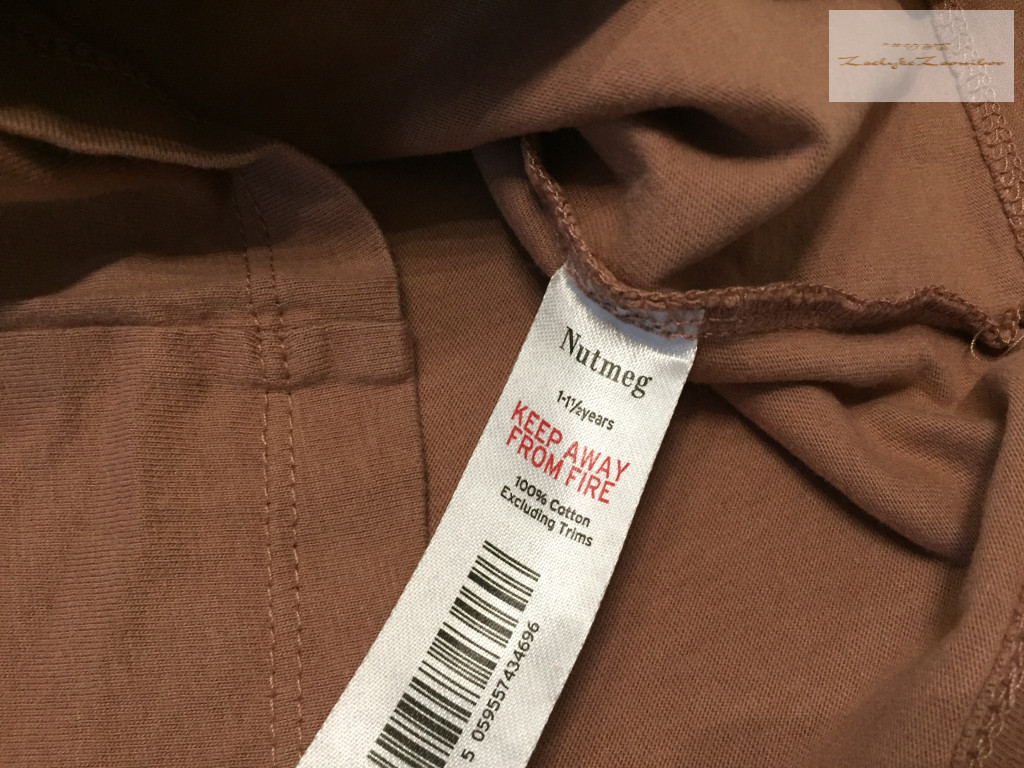 Nutmeg
1-1½years
KEEP AWAY
FROM FIRE
100% Cotton
Excluding Trims
5 059557434696